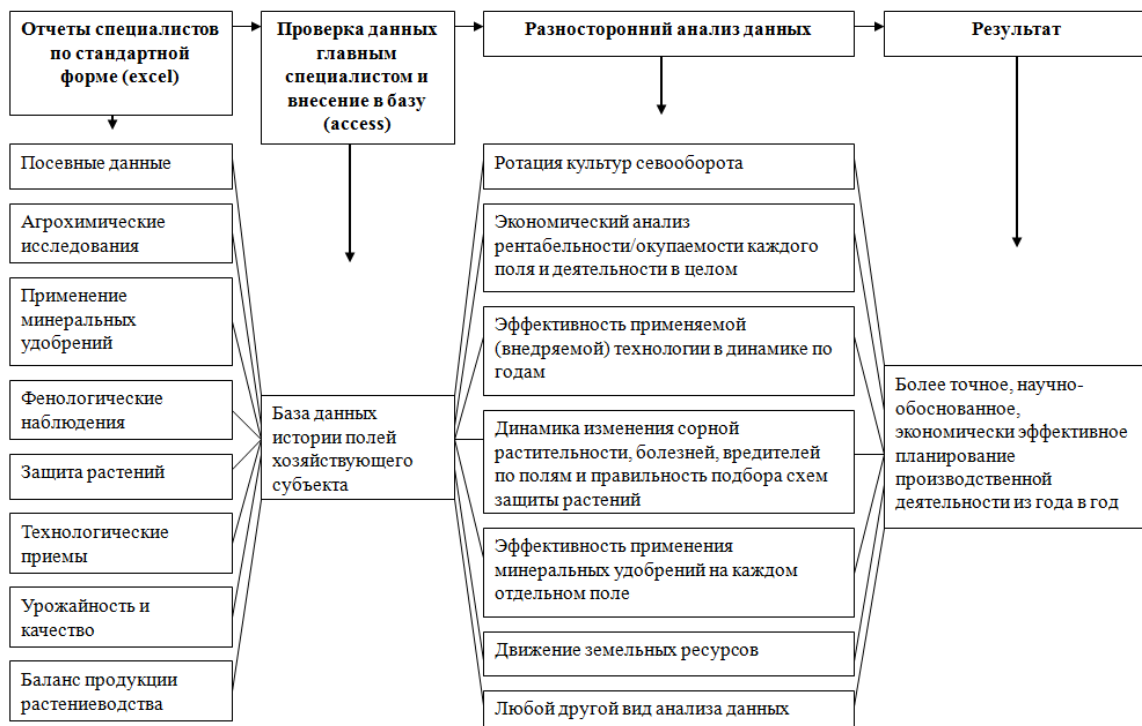 Отчеты специалистов
по стандартной
форме (excel)
Проверка данных
главным
специалистом и
внесение в базу
(access)
Разносторонний анализ данных
Результат
Посевные данные
Агрохимические
исследования
Применение
минеральных
удобрений
Фенологические
наблюдения
Защита растений
Технологические
приемы
Урожайность и
качество
Баланс продукции
растениеводства
База данных
истории полей
хозяйствующего
субъекта
Ротация культур севооборота
Экономический анализ
рентабельности/окупаемости каждого
поля и деятельности в целом
Эффективность применяемой
(внедряемой) технологии в динамике по
годам
Динамика изменения сорной
растительности, болезней, вредителей
по полям и правильность подбора схем
защиты растений
Эффективность применения
минеральных удобрений на каждом
отдельном поле
Движение земельных ресурсов
Любой другой вид анализа данных
Более точное, научно-
обоснованное,
экономически эффективное
планирование
производственной
деятельности из года в год